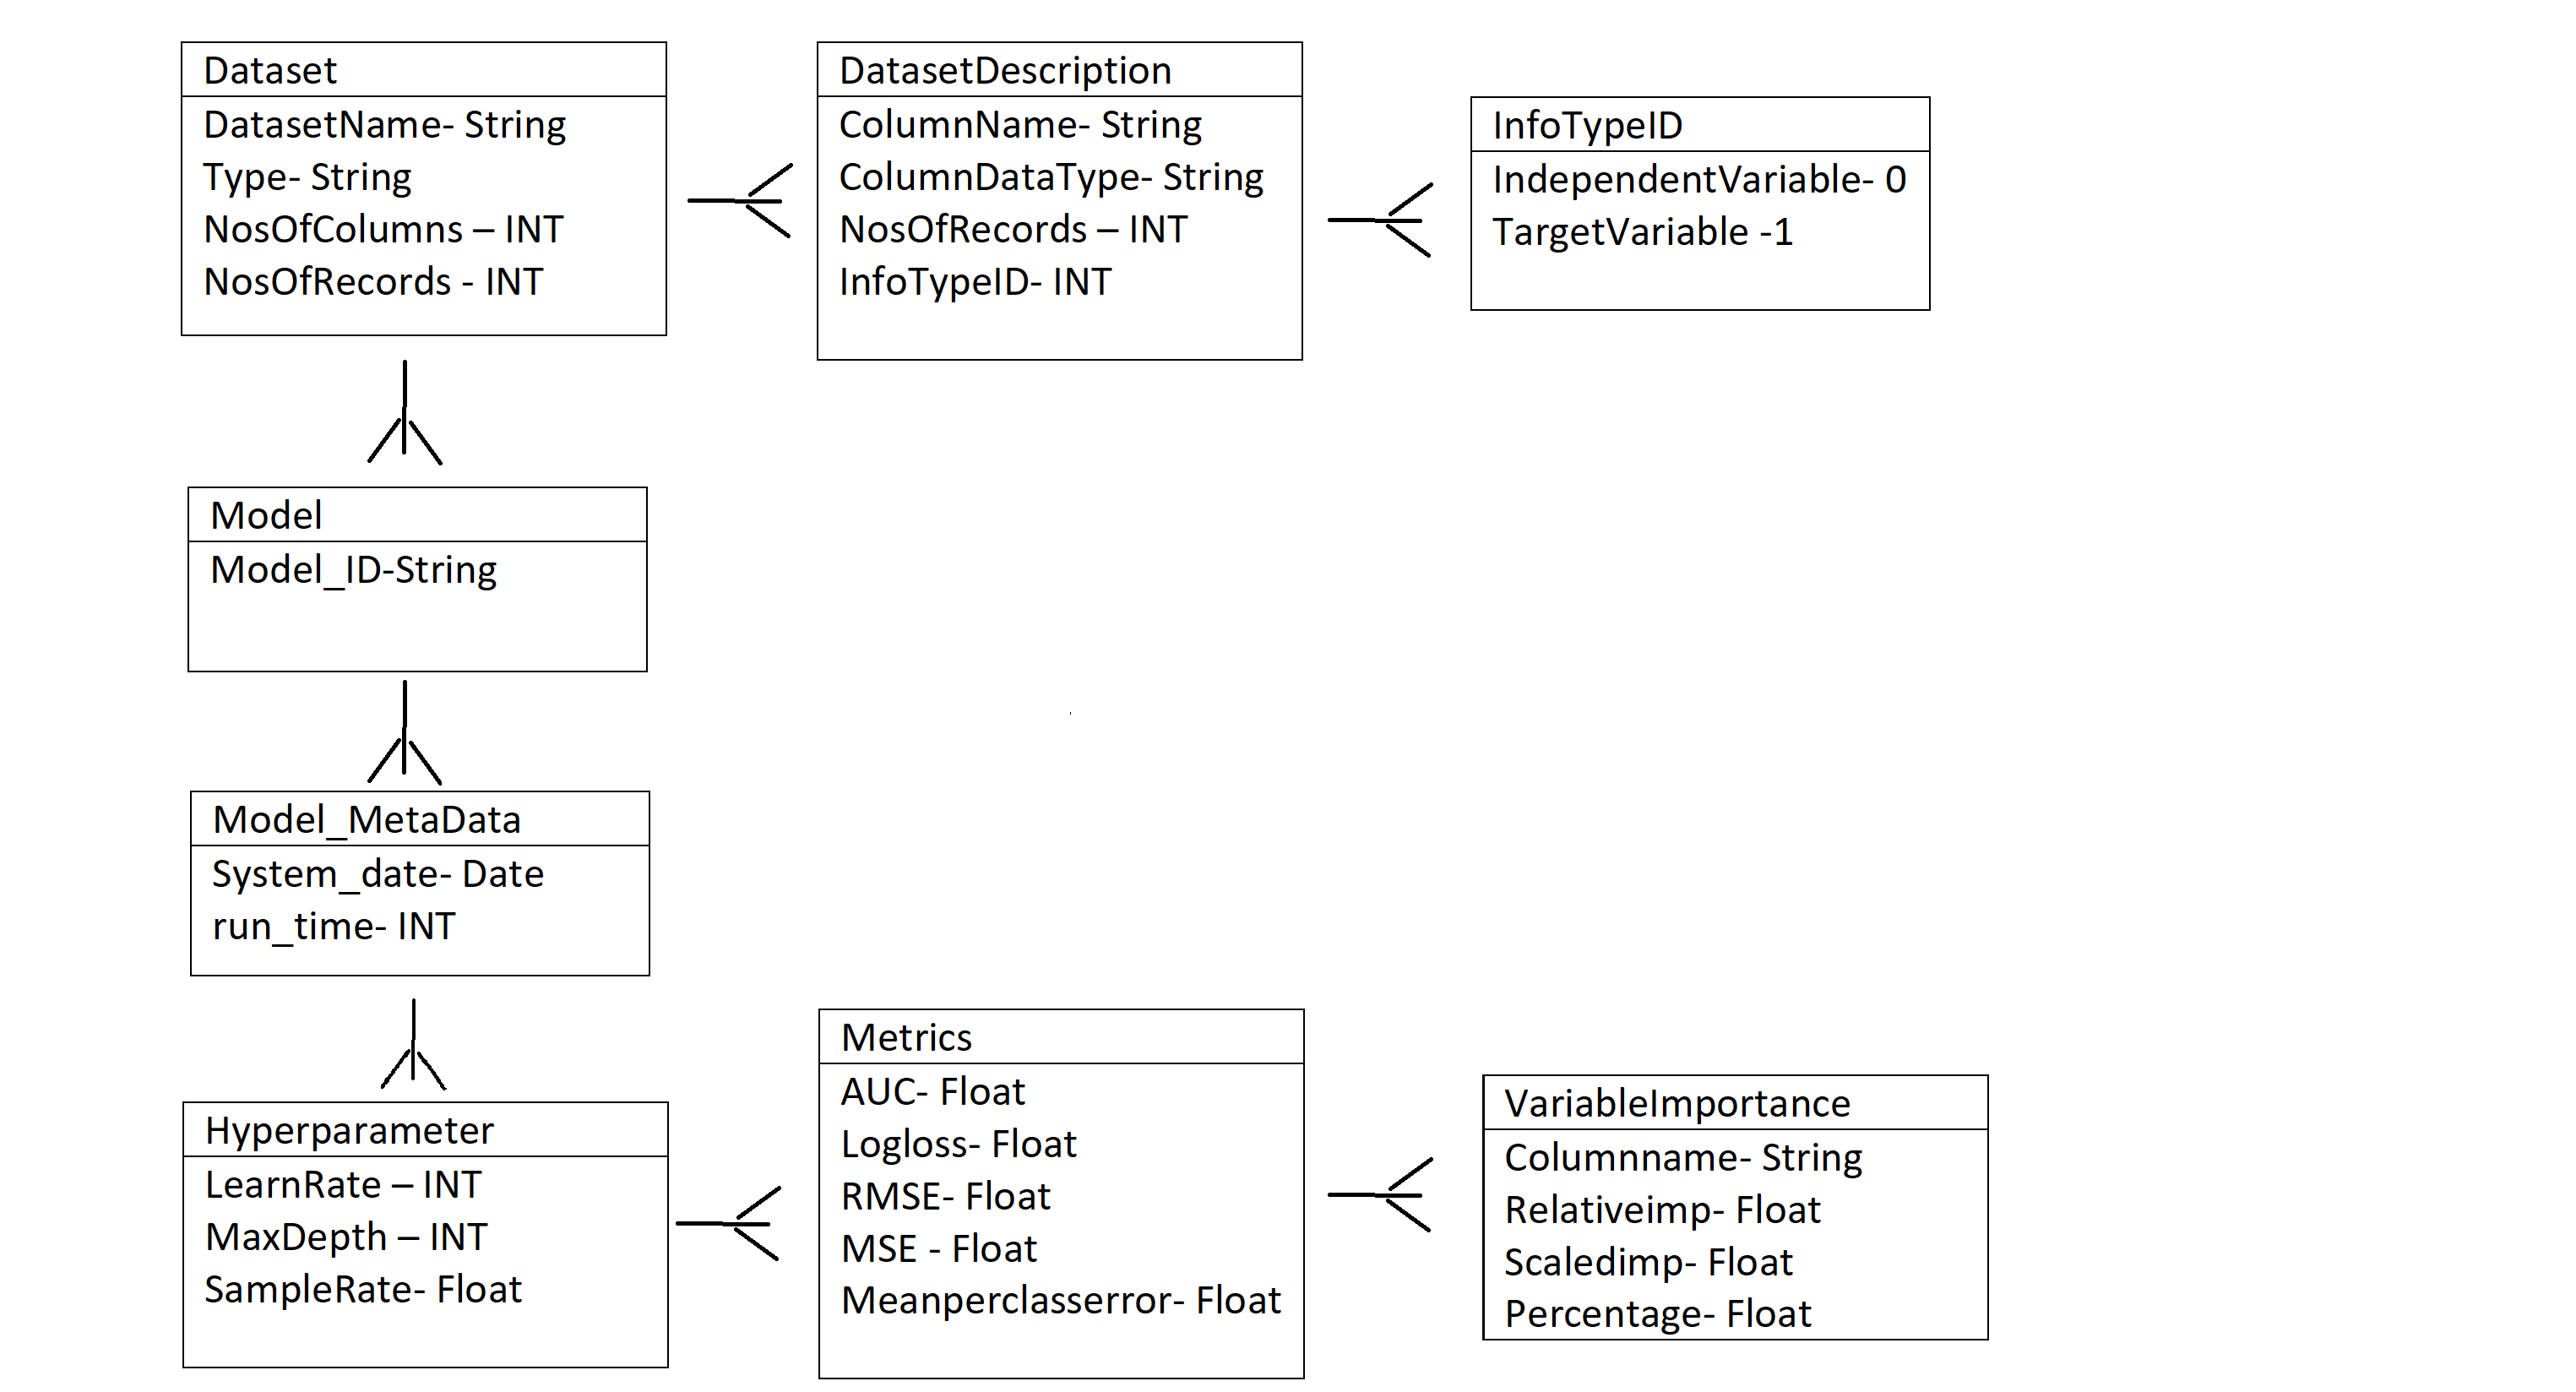 Dataset
DatasetName- String
Type- String
NosOfColumns – INT
NosOfRecords - INT
DatasetDescription
ColumnName- String
ColumnDataType- String
NosOfRecords – INT
InfoTypeID- INT
InfoTypeID
IndependentVariable- 0
TargetVariable -1
Model
Model_ID-String
Model_MetaData
System_date- Date
run_time- INT
Hyperparameter
LearnRate – INT
MaxDepth – INT
SampleRate- Float
Metrics
AUC- Float
Logloss- Float
RMSE- Float
MSE - Float
Meanperclasserror- Float
VariableImportance
Columnname- String
Relativeimp- Float
Scaledimp- Float
Percentage- Float